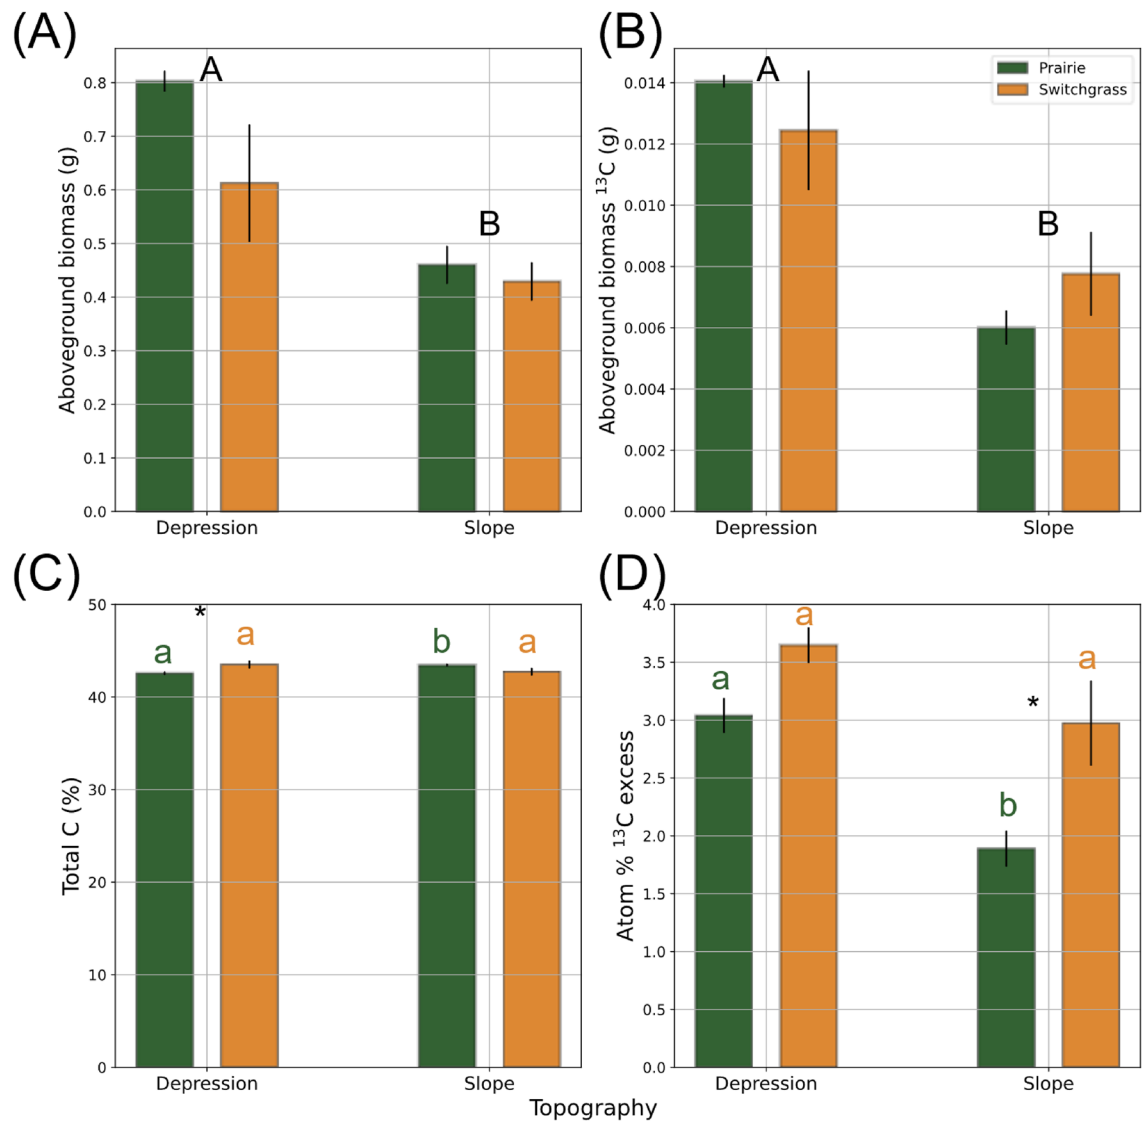 (A)
Aboveground biomass (g)
0.8
0.7
0.6
0.5
0.4
0.3
0.2
0.1
0.0
A
B
Depression
Slope
(B)
Aboveground biomass ¹³C (g)
0.014
0.012
0.010
0.008
0.006
0.004
0.002
0.000
A
B
Prairie
Switchgrass
Depression
Slope
(C)
Total C (%)
50
40
30
20
10
0
*
a
a
b
a
Depression
Slope
(D)
Atom % ¹³C excess
4.0
3.5
3.0
2.5
2.0
1.5
1.0
0.5
0.0
a
a
*
b
a
Depression
Slope
Topography